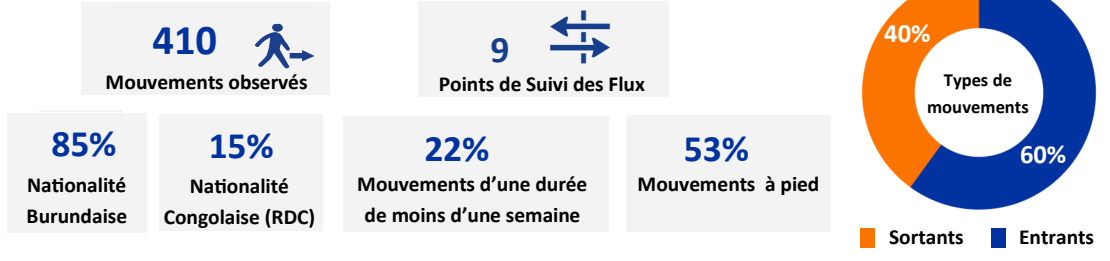 410
Mouvements observés
9
Points de Suivi des Flux
85%
Nationalité
Burundaise
15%
Nationalité
Congolaise (RDC)
22%
Mouvements d'une durée
de moins d'une semaine
53%
Mouvements à pied
40%
Types de
mouvements
60%
Sortants
Entrants